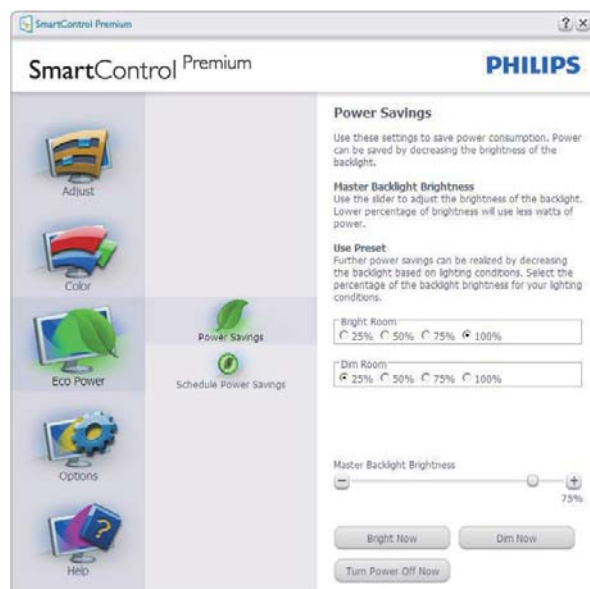 SmartControl Premium
SmartControl Premium
PHILIPS
Adjust
Color
Eco Power
Options
Help
Power Savings
Schedule Power Savings
Power Savings
Use these settings to save power consumption. Power
can be saved by decreasing the brightness of the
backlight.
Master Backlight Brightness
Use the slider to adjust the brightness of the backlight.
Lower percentage of brightness will use less watts of
power.
Use Preset
Further power savings can be realized by decreasing
the backlight based on lighting conditions. Select the
percentage of the backlight brightness for your lighting
conditions.
Bright Room
25% 50% 75% 100%
Dim Room
25% 50% 75% 100%
Master Backlight Brightness
75%
Bright Now Dim Now
Turn Power Off Now